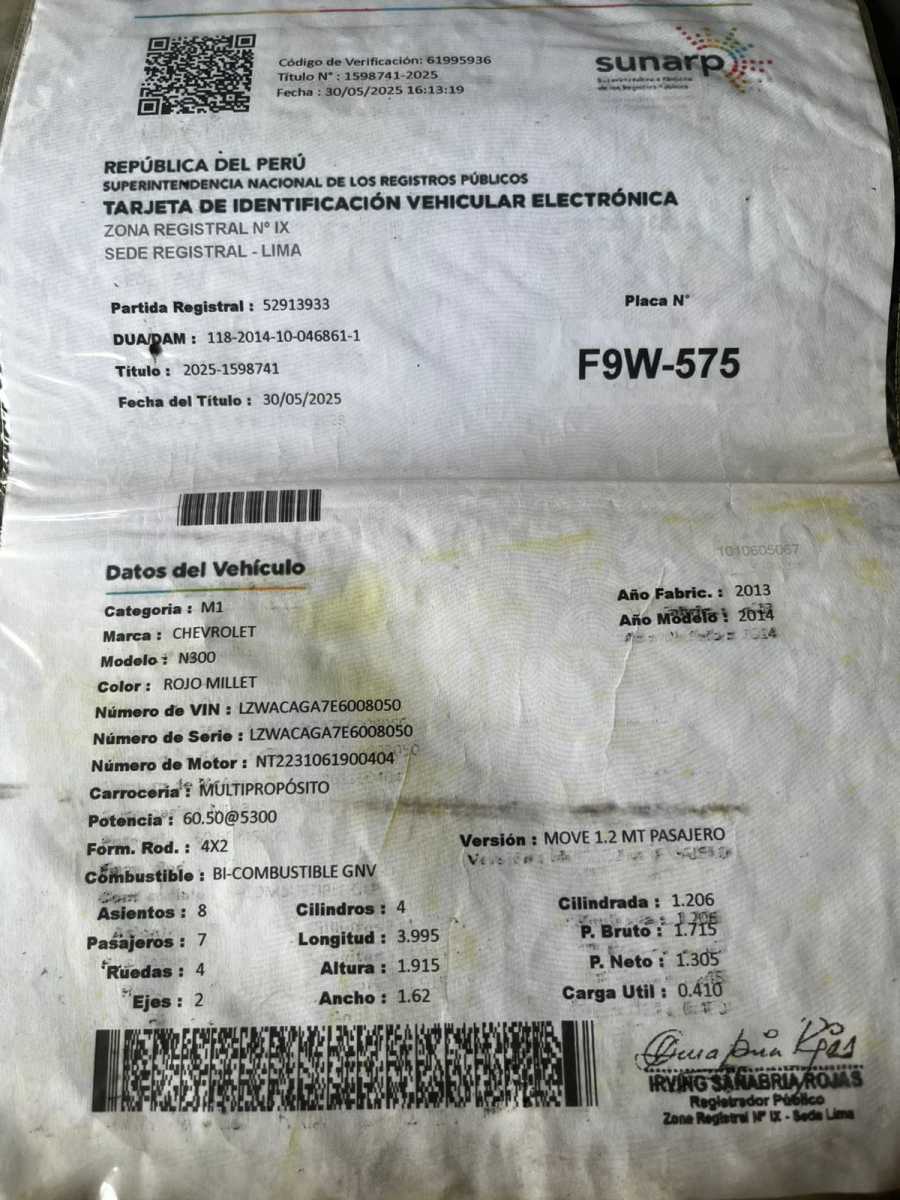 Código de Verificación: 61995936
Título N° : 1598741-2025
Fecha : 30/05/2025 16:13:19
sunarp
Superintendencia Nacional
de los Registros Públicos
REPÚBLICA DEL PERÚ
SUPERINTENDENCIA NACIONAL DE LOS REGISTROS PÚBLICOS
TARJETA DE IDENTIFICACIÓN VEHICULAR ELECTRÓNICA
ZONA REGISTRAL Nº IX
SEDE REGISTRAL - LIMA
Partida Registral : 52913933
Placa N°
DUA/DAM : 118-2014-10-046861-1
F9W-575
Titulo : 2025-1598741
Fecha del Título : 30/05/2025
1010605067
Datos del Vehículo
Año Fabric. : 2013
Categoria : M1
Año Modelo : 2014
Marca : CHEVROLET
Modelo : N300
Color : ROJO MILLET
Número de VIN : LZWACAGA7E6008050
Número de Serie : LZWACAGA7E6008050
Número de Motor : NT2231061900404
Carroceria : MULTIPROPÓSITO
Potencia : 60.50@5300
Versión : MOVE 1.2 MT PASAJERO
Form. Rod. : 4X2
Combustible : BI-COMBUSTIBLE GNV
Asientos : 8 Cilindros : 4 Cilindrada : 1.206
Pasajeros : 7 Longitud : 3.995 P. Bruto : 1.715
Ruedas : 4 Altura : 1.915 P. Neto : 1.305
Ejes : 2 Ancho : 1.62 Carga Util : 0.410
IRVING SANABRIA ROJAS
Registrador Público
Zona Registral Nº IX - Sede Lima